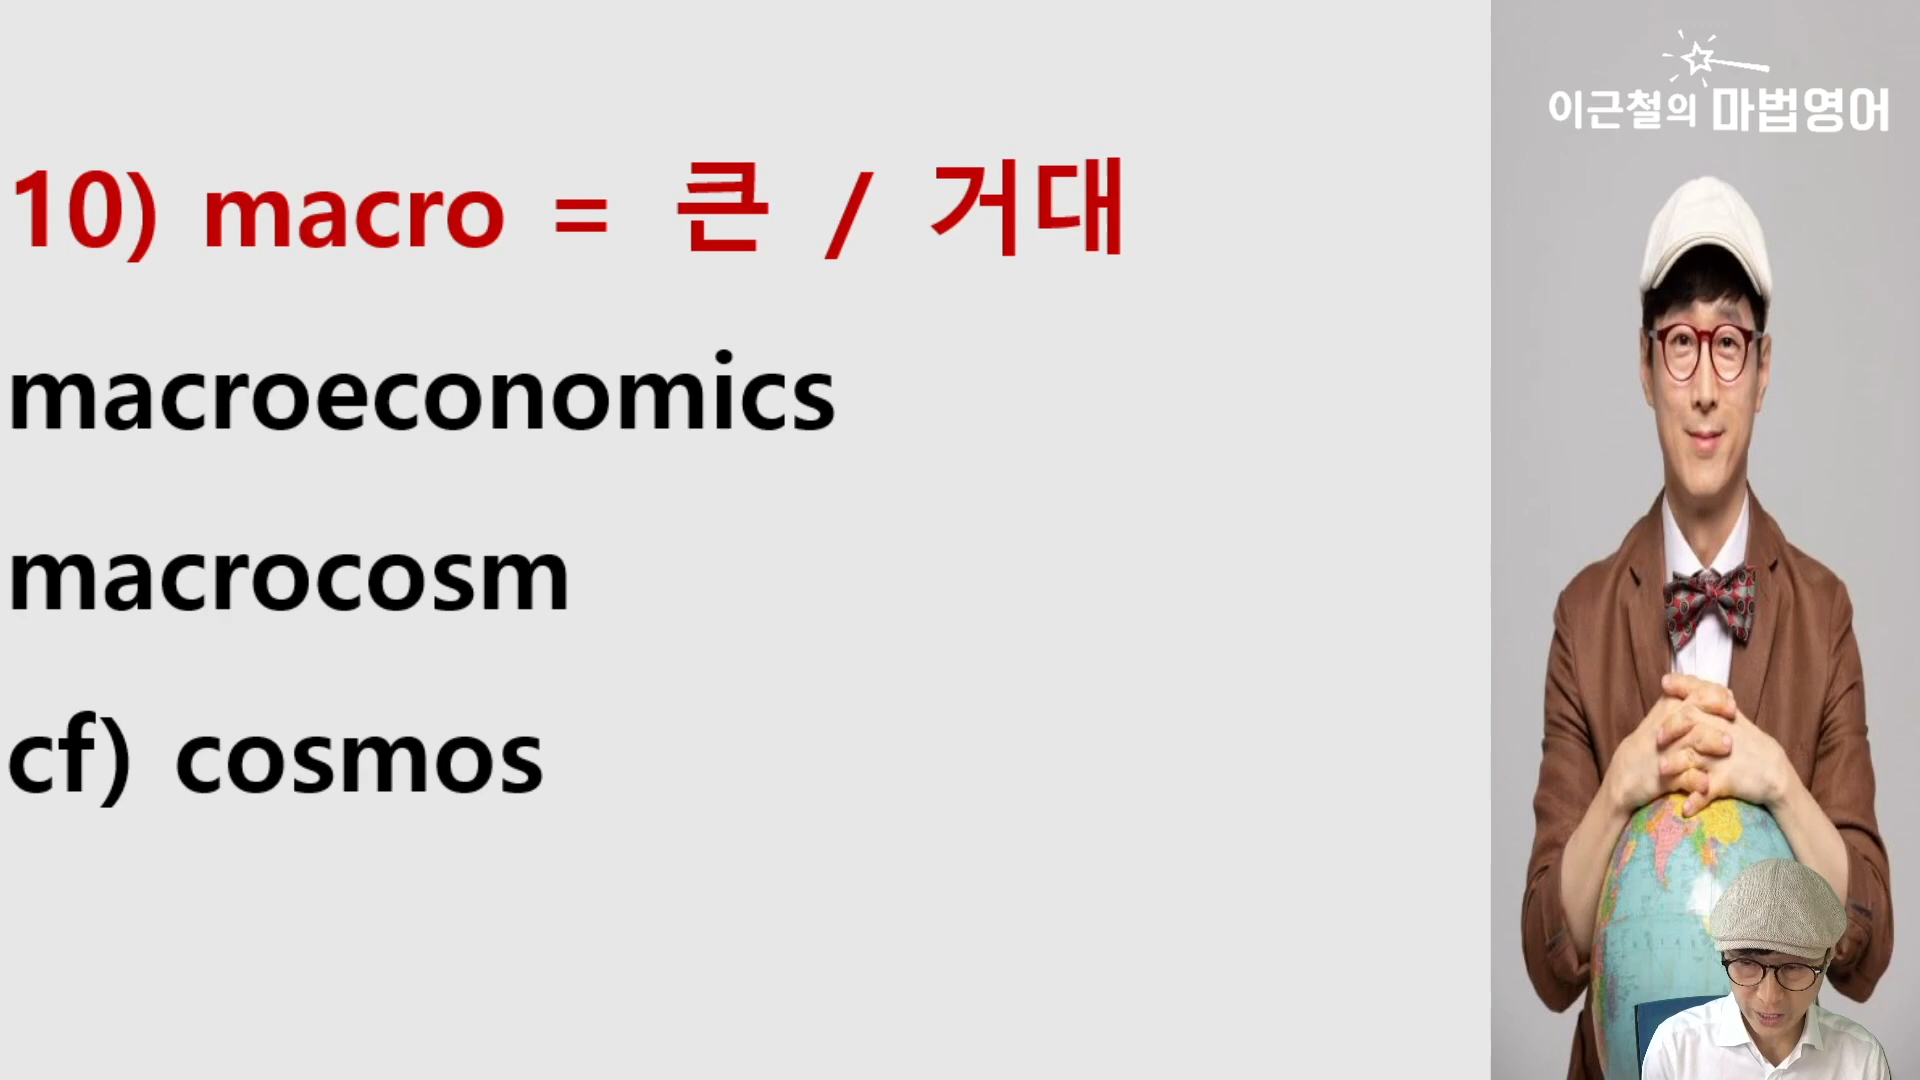 10) macro = 큰 / 거대
macroeconomics
macrocosm
cf) cosmos
이근철의 마법영어